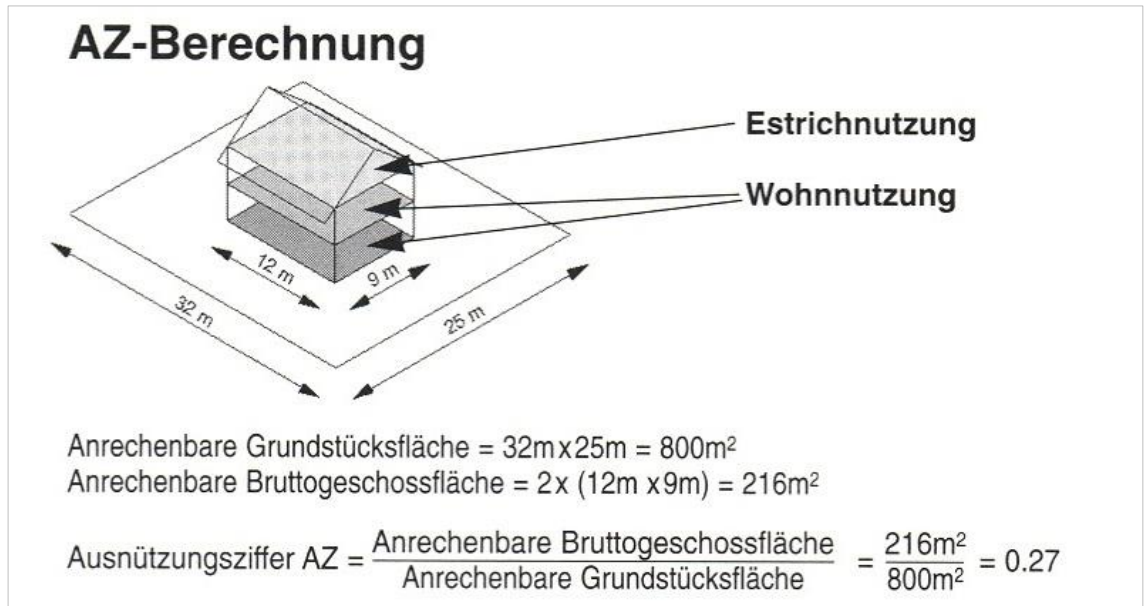 AZ-Berechnung
Estrichnutzung
Wohnnutzung
12 m
9 m
32 m
25 m
Anrechenbare Grundstücksfläche = 32m x 25m = 800m²
Anrechenbare Bruttogeschossfläche = 2x (12m x 9m) = 216m²
Ausnützungsziffer AZ = Anrechenbare Bruttogeschossfläche / Anrechenbare Grundstücksfläche = 216m² / 800m² = 0.27